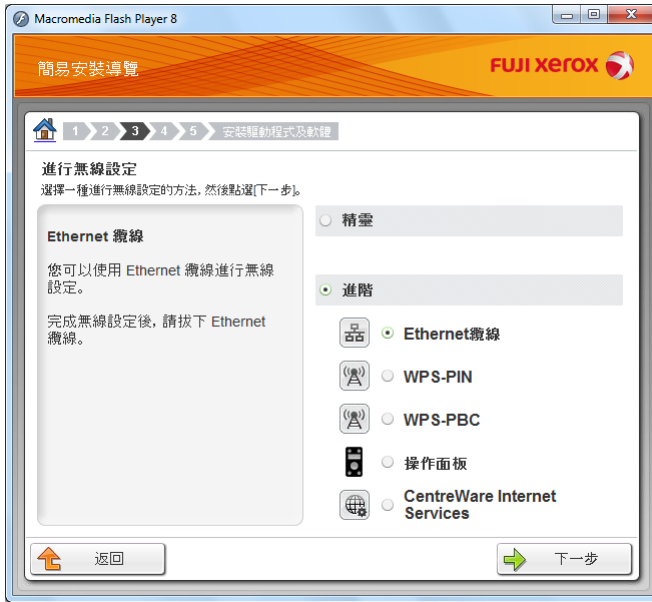 Macromedia Flash Player 8
簡易安裝導覽
FUJI xerox
1 2 3 4 5 安裝驅動程式及軟體
進行無線設定
選擇一種進行無線設定的方法, 然後點選[下一步]。
Ethernet 纜線
您可以使用 Ethernet 纜線進行無線
設定。
完成無線設定後, 請拔下 Ethernet
纜線。
精靈
進階
Ethernet纜線
WPS-PIN
WPS-PBC
操作面板
CentreWare Internet
Services
返回
下一步